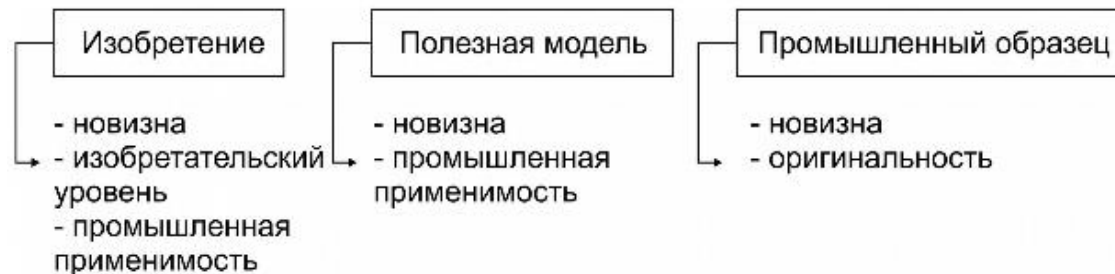 Изобретение
- новизна
- изобретательский
уровень
- промышленная
применимость
Полезная модель
- новизна
- промышленная
применимость
Промышленный образец
- новизна
- оригинальность